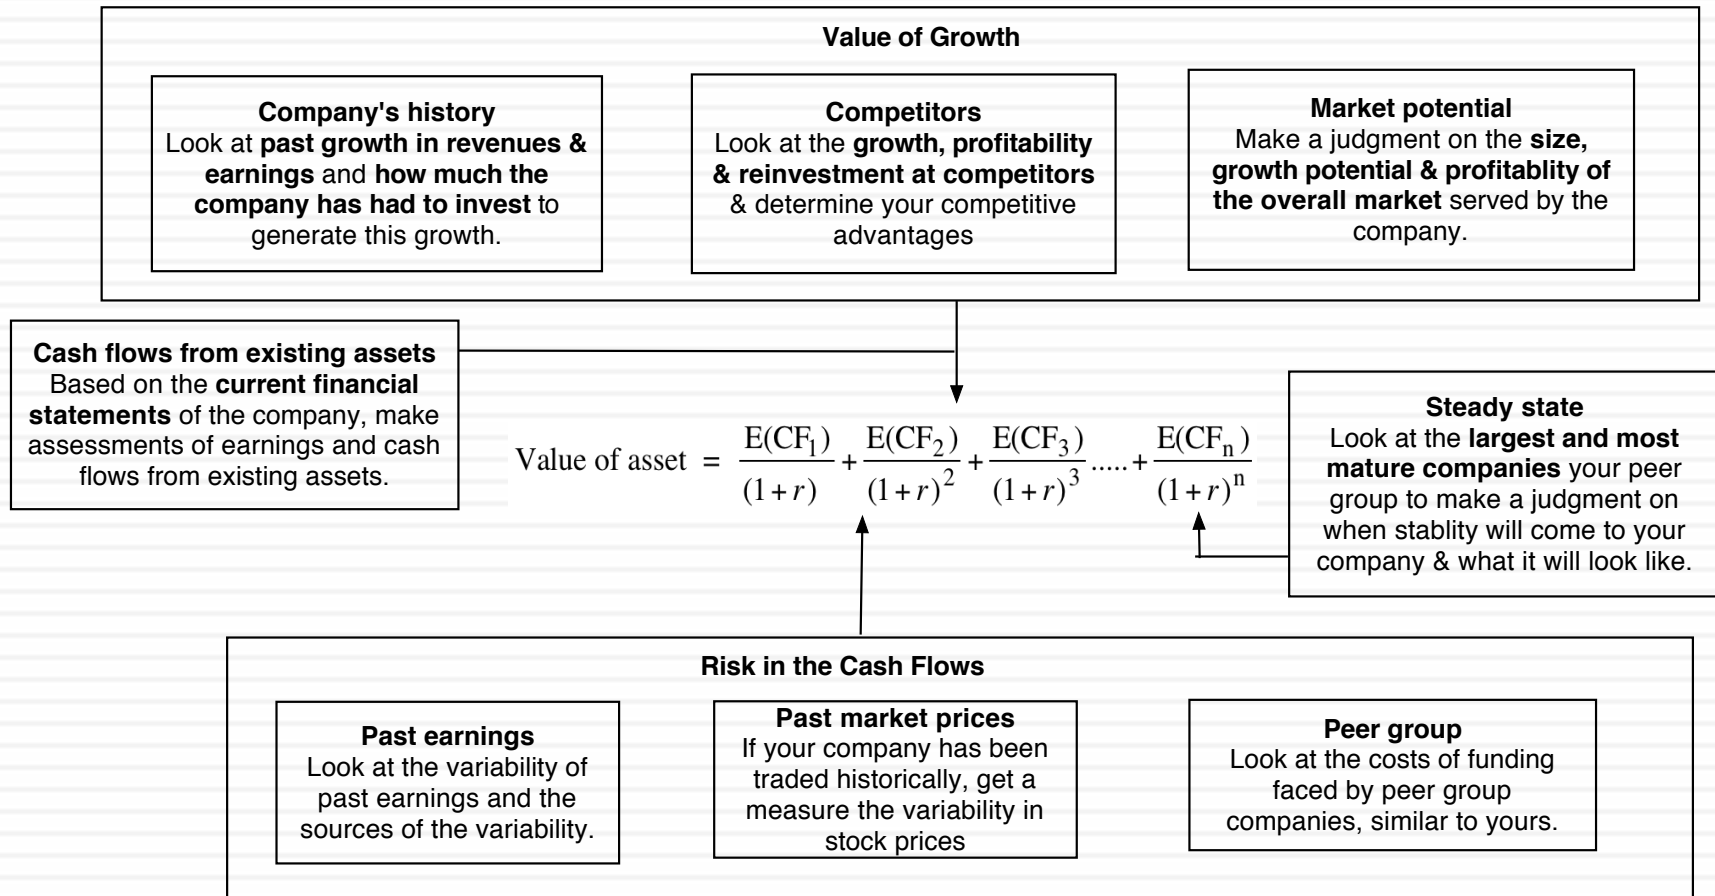 Value of Growth
Company's history
Look at past growth in revenues &
earnings and how much the
company has had to invest to
generate this growth.
Competitors
Look at the growth, profitability
& reinvestment at competitors
& determine your competitive
advantages
Market potential
Make a judgment on the size,
growth potential & profitablity of
the overall market served by the
company.
Cash flows from existing assets
Based on the current financial
statements of the company, make
assessments of earnings and cash
flows from existing assets.
Value of asset = E(CF₁)/(1+r) + E(CF₂)/(1+r)² + E(CF₃)/(1+r)³ ..... + E(CFₙ)/(1+r)ⁿ
Steady state
Look at the largest and most
mature companies your peer
group to make a judgment on
when stablity will come to your
company & what it will look like.
Risk in the Cash Flows
Past earnings
Look at the variability of
past earnings and the
sources of the variability.
Past market prices
If your company has been
traded historically, get a
measure the variability in
stock prices
Peer group
Look at the costs of funding
faced by peer group
companies, similar to yours.